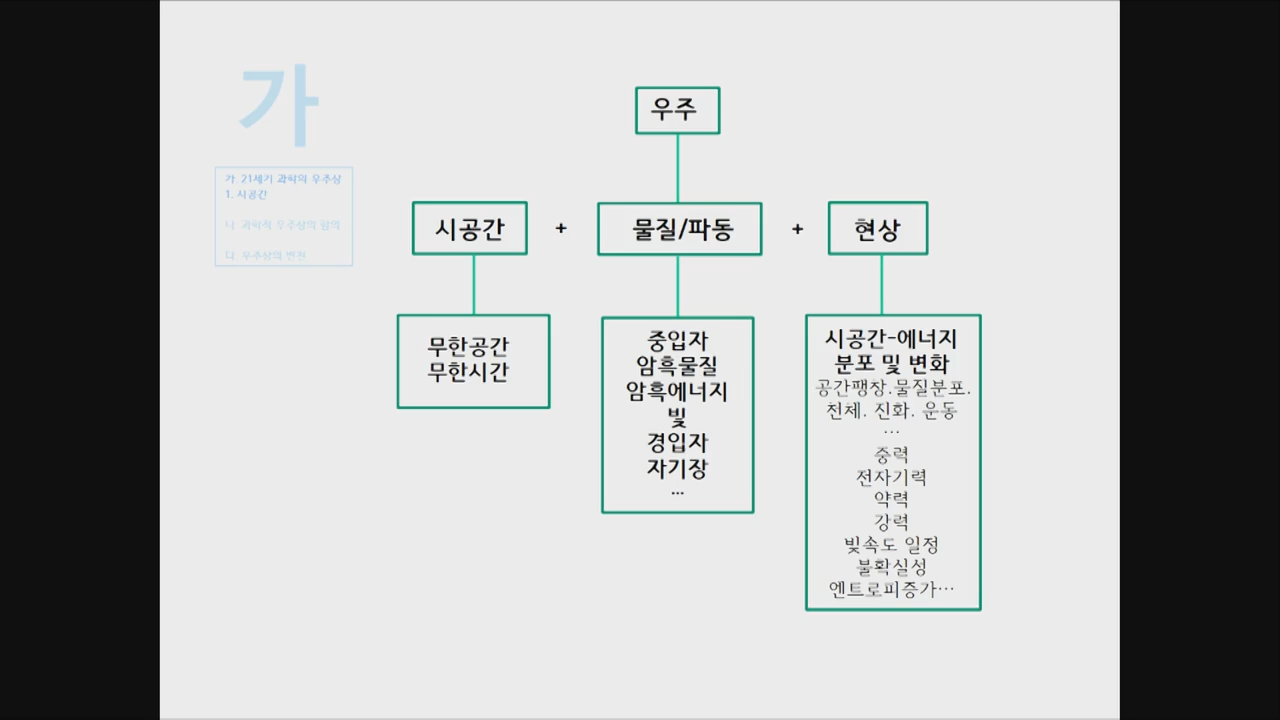 가
가. 21세기 과학의 우주상
1. 시공간
나. 과학적 우주상의 함의
다. 우주상의 변천
우주
시공간 + 물질/파동 + 현상
무한공간
무한시간
중입자
암흑물질
암흑에너지
빛
경입자
자기장
...
시공간-에너지
분포 및 변화
공간팽창.물질분포.
천체. 진화. 운동
...
중력
전자기력
약력
강력
빛속도 일정
불확실성
엔트로피증가...